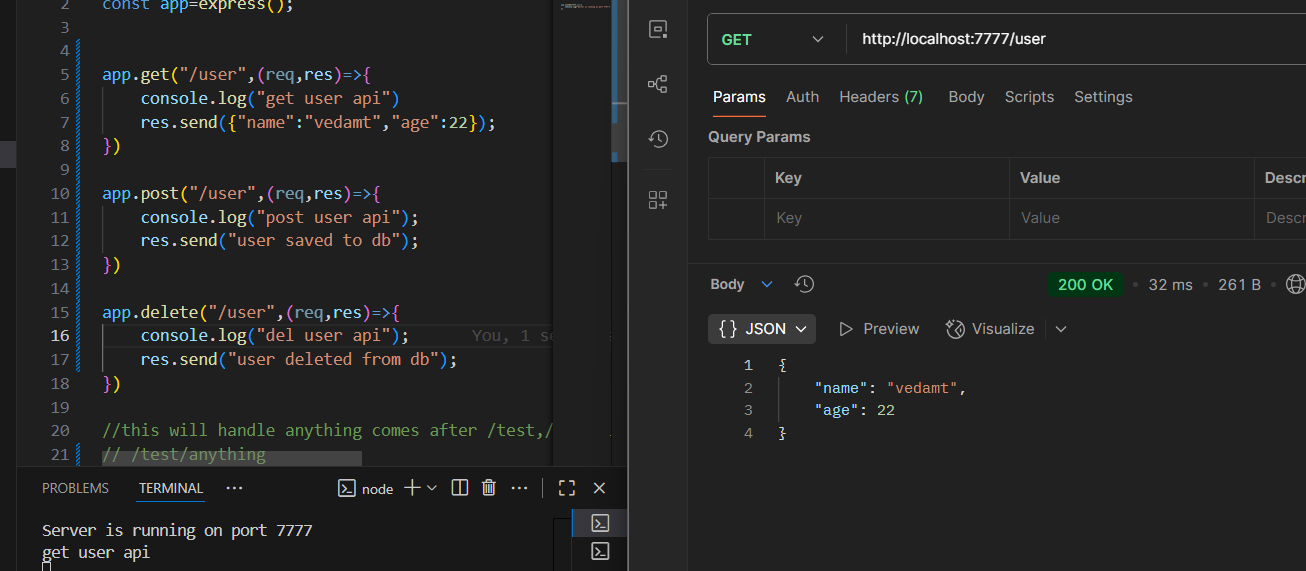 2 const app=express();
3
4
5 app.get("/user",(req,res)=>{
6 console.log("get user api")
7 res.send({"name":"vedamt","age":22});
8 })
9
10 app.post("/user",(req,res)=>{
11 console.log("post user api");
12 res.send("user saved to db");
13 })
14
15 app.delete("/user",(req,res)=>{
16 console.log("del user api"); You, 1 se
17 res.send("user deleted from db");
18 })
19
20 //this will handle anything comes after /test,/
21 // /test/anything
PROBLEMS TERMINAL ··· node
Server is running on port 7777
get user api
GET http://localhost:7777/user
Params Auth Headers (7) Body Scripts Settings
Query Params
Key Value Descr
Key Value Descr
Body 200 OK • 32 ms • 261 B •
{} JSON Preview Visualize
1 {
2 "name": "vedamt",
3 "age": 22
4 }